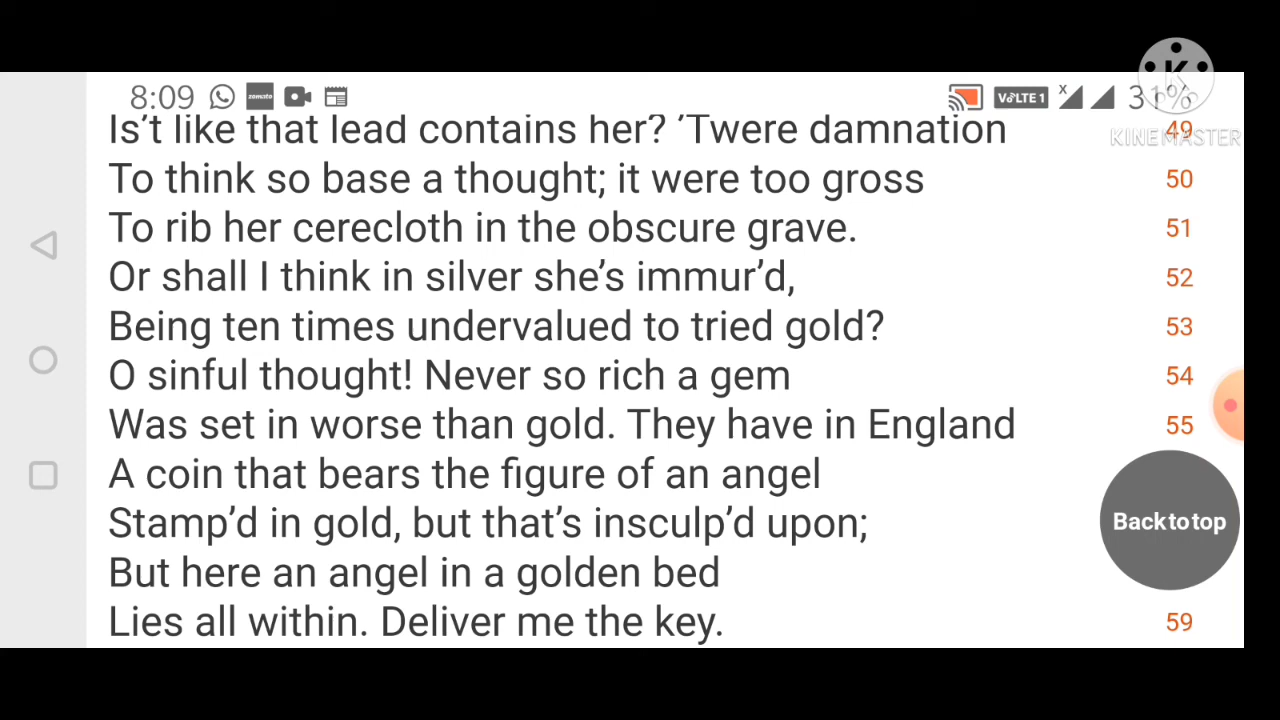 8:09 zomato VoLTE 1 X 31%
K
KINEMASTER
Is't like that lead contains her? ’Twere damnation 49
To think so base a thought; it were too gross 50
To rib her cerecloth in the obscure grave. 51
Or shall I think in silver she’s immur’d, 52
Being ten times undervalued to tried gold? 53
O sinful thought! Never so rich a gem 54
Was set in worse than gold. They have in England 55
A coin that bears the figure of an angel
Stamp’d in gold, but that’s insculp’d upon;
Back to top
But here an angel in a golden bed
Lies all within. Deliver me the key. 59